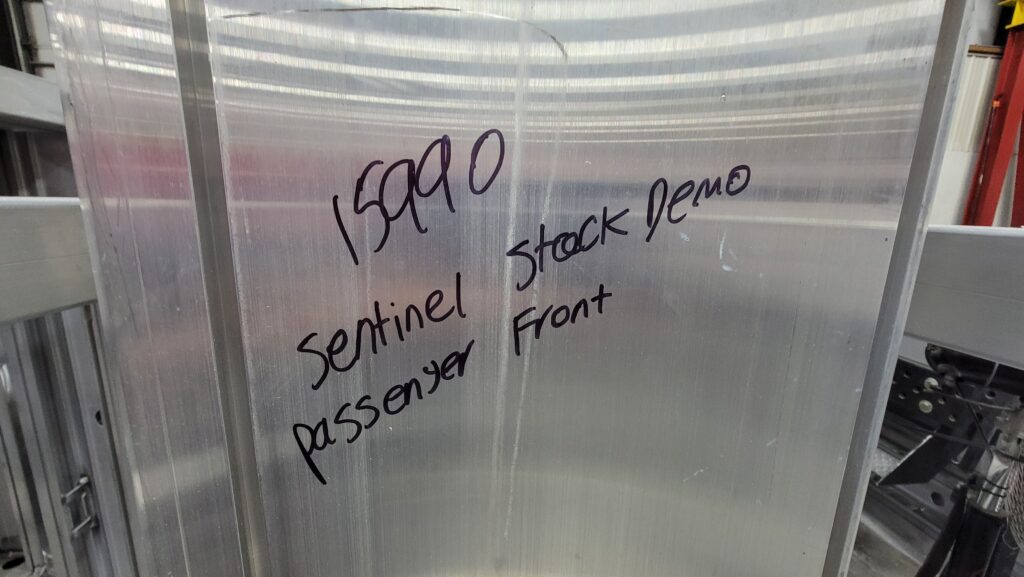 15990
Sentinel Stock Demo
passenger Front